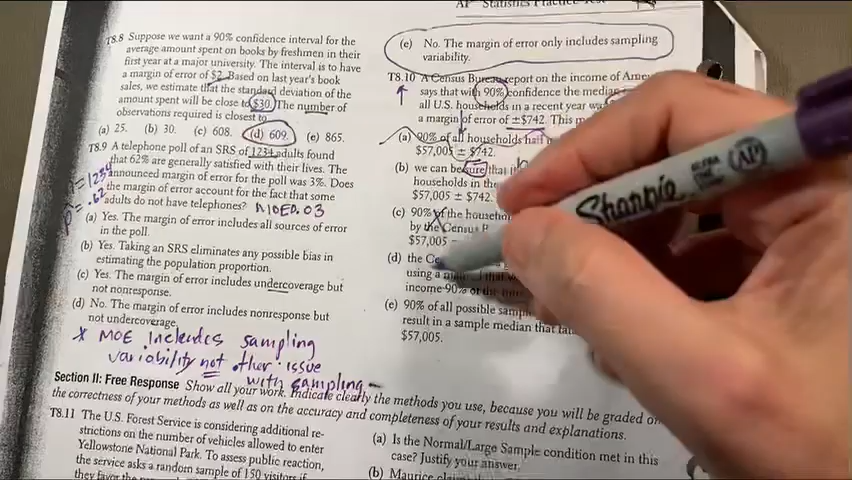 AP Statistics Practice Test
T8.8 Suppose we want a 90% confidence interval for the
average amount spent on books by freshmen in their
first year at a major university. The interval is to have
a margin of error of $2. Based on last year's book
sales, we estimate that the standard deviation of the
amount spent will be close to $30. The number of
observations required is closest to
(a) 25. (b) 30. (c) 608. (d) 609. (e) 865.
T8.9 A telephone poll of an SRS of 1234 adults found
that 62% are generally satisfied with their lives. The
announced margin of error for the poll was 3%. Does
the margin of error account for the fact that some
adults do not have telephones?
(a) Yes. The margin of error includes all sources of error
in the poll.
(b) Yes. Taking an SRS eliminates any possible bias in
estimating the population proportion.
(c) Yes. The margin of error includes undercoverage but
not nonresponse.
(d) No. The margin of error includes nonresponse but
not undercoverage.
* MOE includes sampling
variability not other issue
with sampling
(e) No. The margin of error only includes sampling
variability.
T8.10 A Census Bureau report on the income of
says that with 90% confidence the median
all U.S. households in a recent year
margin of error of ±$742. This
(a) 90% of all households
$57,005 ± $742.
(b) we can be sure that
households in the
$57,005 ± $742.
(c) 90% of the
by the Census
$57,005
(d) the
using a
income 90% of the
(e) 90% of all possible
result in a sample median that
$57,005.
Section II: Free Response Show all your work. Indicate clearly the methods you use, because you will be graded on
the correctness of your methods as well as on the accuracy and completeness of your results and explanations.
T8.11 The U.S. Forest Service is considering additional re-
strictions on the number of vehicles allowed to enter
Yellowstone National Park. To assess public reaction,
the service asks a random sample of 150 visitors if
they favor the
(a) Is the Normal/Large Sample condition met in this
case? Justify your answer.
(b) Maurice
Sharpie